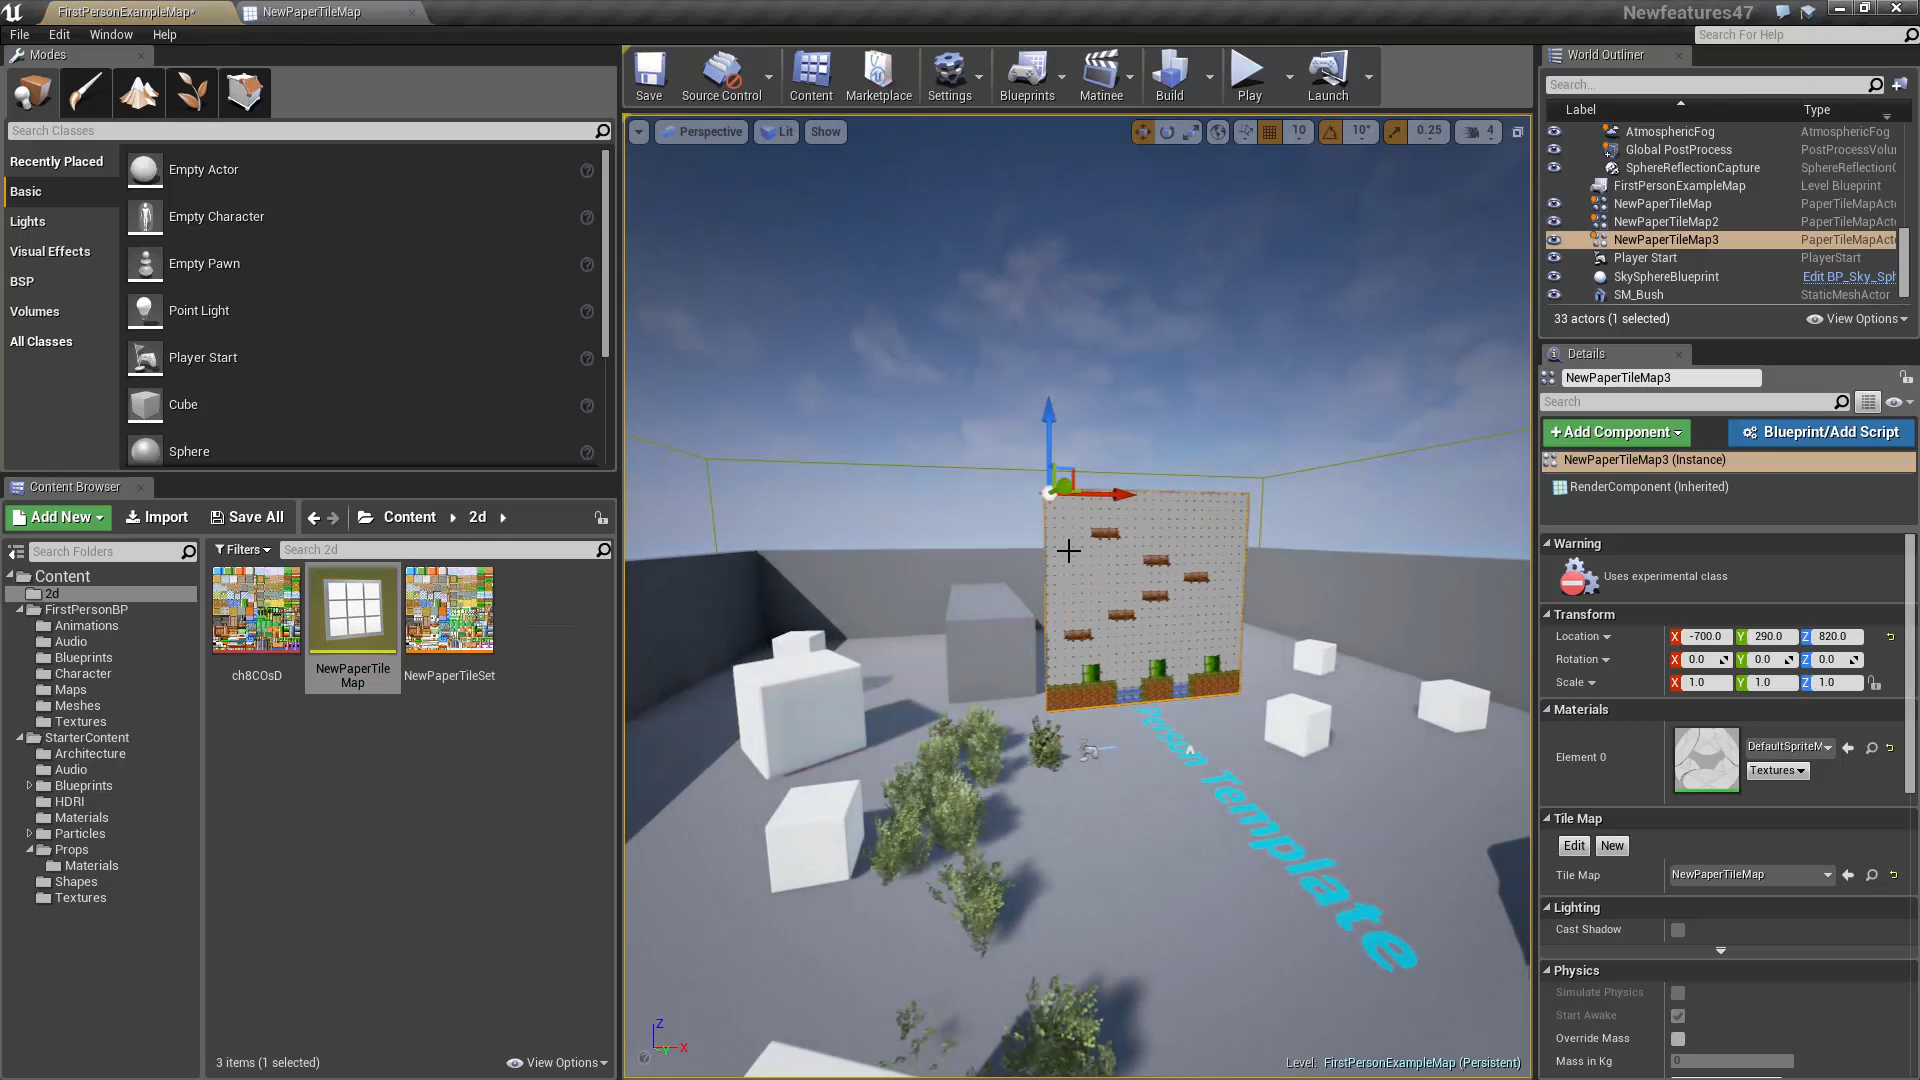 FirstPersonExampleMap*
NewPaperTileMap
Newfeatures47
File Edit Window Help
Search For Help
Modes
Search Classes
Recently Placed
Basic
Lights
Visual Effects
BSP
Volumes
All Classes
Empty Actor
Empty Character
Empty Pawn
Point Light
Player Start
Cube
Sphere
Save
Source Control
Content
Marketplace
Settings
Blueprints
Matinee
Build
Play
Launch
Perspective
Lit
Show
10
10°
0.25
4
Person Template
Z
Y
X
Level: FirstPersonExampleMap (Persistent)
Content Browser
Add New
Import
Save All
Content
2d
Search Folders
Filters
Search 2d
Content
2d
FirstPersonBP
Animations
Audio
Blueprints
Character
Maps
Meshes
Textures
StarterContent
Architecture
Audio
Blueprints
HDRI
Materials
Particles
Props
Materials
Shapes
Textures
ch8COsD
NewPaperTile
Map
NewPaperTileSet
3 items (1 selected)
View Options
World Outliner
Search...
Label Type
AtmosphericFog AtmosphericFog
Global PostProcess PostProcessVolu
SphereReflectionCapture SphereReflectionC
FirstPersonExampleMap Level Blueprint
NewPaperTileMap PaperTileMapActo
NewPaperTileMap2 PaperTileMapActo
NewPaperTileMap3 PaperTileMapActo
Player Start PlayerStart
SkySphereBlueprint Edit BP_Sky_Sph
SM_Bush StaticMeshActor
33 actors (1 selected)
View Options
Details
NewPaperTileMap3
Search
+Add Component
Blueprint/Add Script
NewPaperTileMap3 (Instance)
RenderComponent (Inherited)
Warning
Uses experimental class
Transform
Location X -700.0 Y 290.0 Z 820.0
Rotation X 0.0 Y 0.0 Z 0.0
Scale X 1.0 Y 1.0 Z 1.0
Materials
Element 0
DefaultSpriteM
Textures
Tile Map
Edit New
Tile Map NewPaperTileMap
Lighting
Cast Shadow
Physics
Simulate Physics
Start Awake
Override Mass
Mass in Kg 0